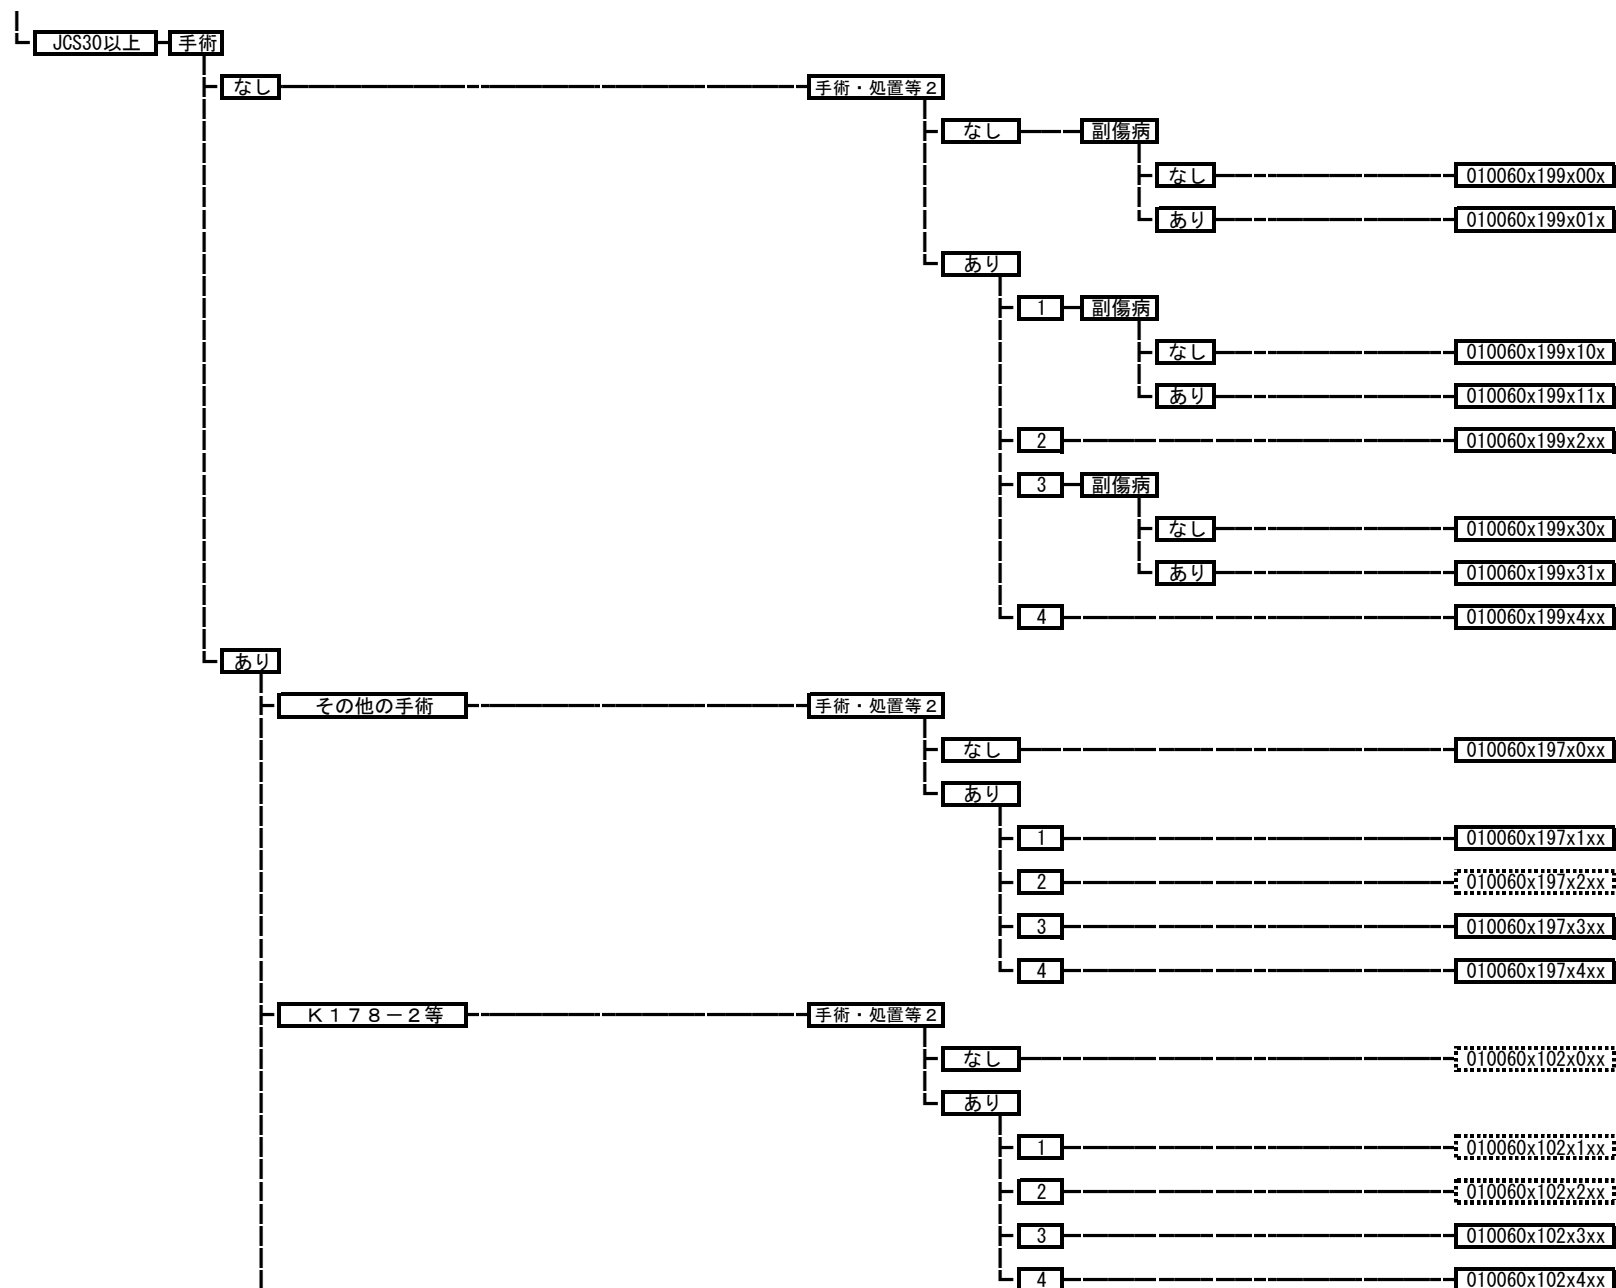 JCS30以上 手術
なし 手術・処置等2
なし 副傷病
なし 010060x199x00x
あり 010060x199x01x
あり
1 副傷病
なし 010060x199x10x
あり 010060x199x11x
2 010060x199x2xx
3 副傷病
なし 010060x199x30x
あり 010060x199x31x
4 010060x199x4xx
あり
その他の手術 手術・処置等2
なし 010060x197x0xx
あり
1 010060x197x1xx
2 010060x197x2xx
3 010060x197x3xx
4 010060x197x4xx
K178-2等 手術・処置等2
なし 010060x102x0xx
あり
1 010060x102x1xx
2 010060x102x2xx
3 010060x102x3xx
4 010060x102x4xx